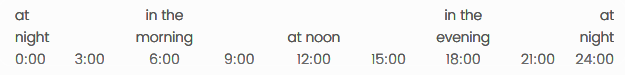 at in the in the at
night morning at noon evening night
0:00 3:00 6:00 9:00 12:00 15:00 18:00 21:00 24:00